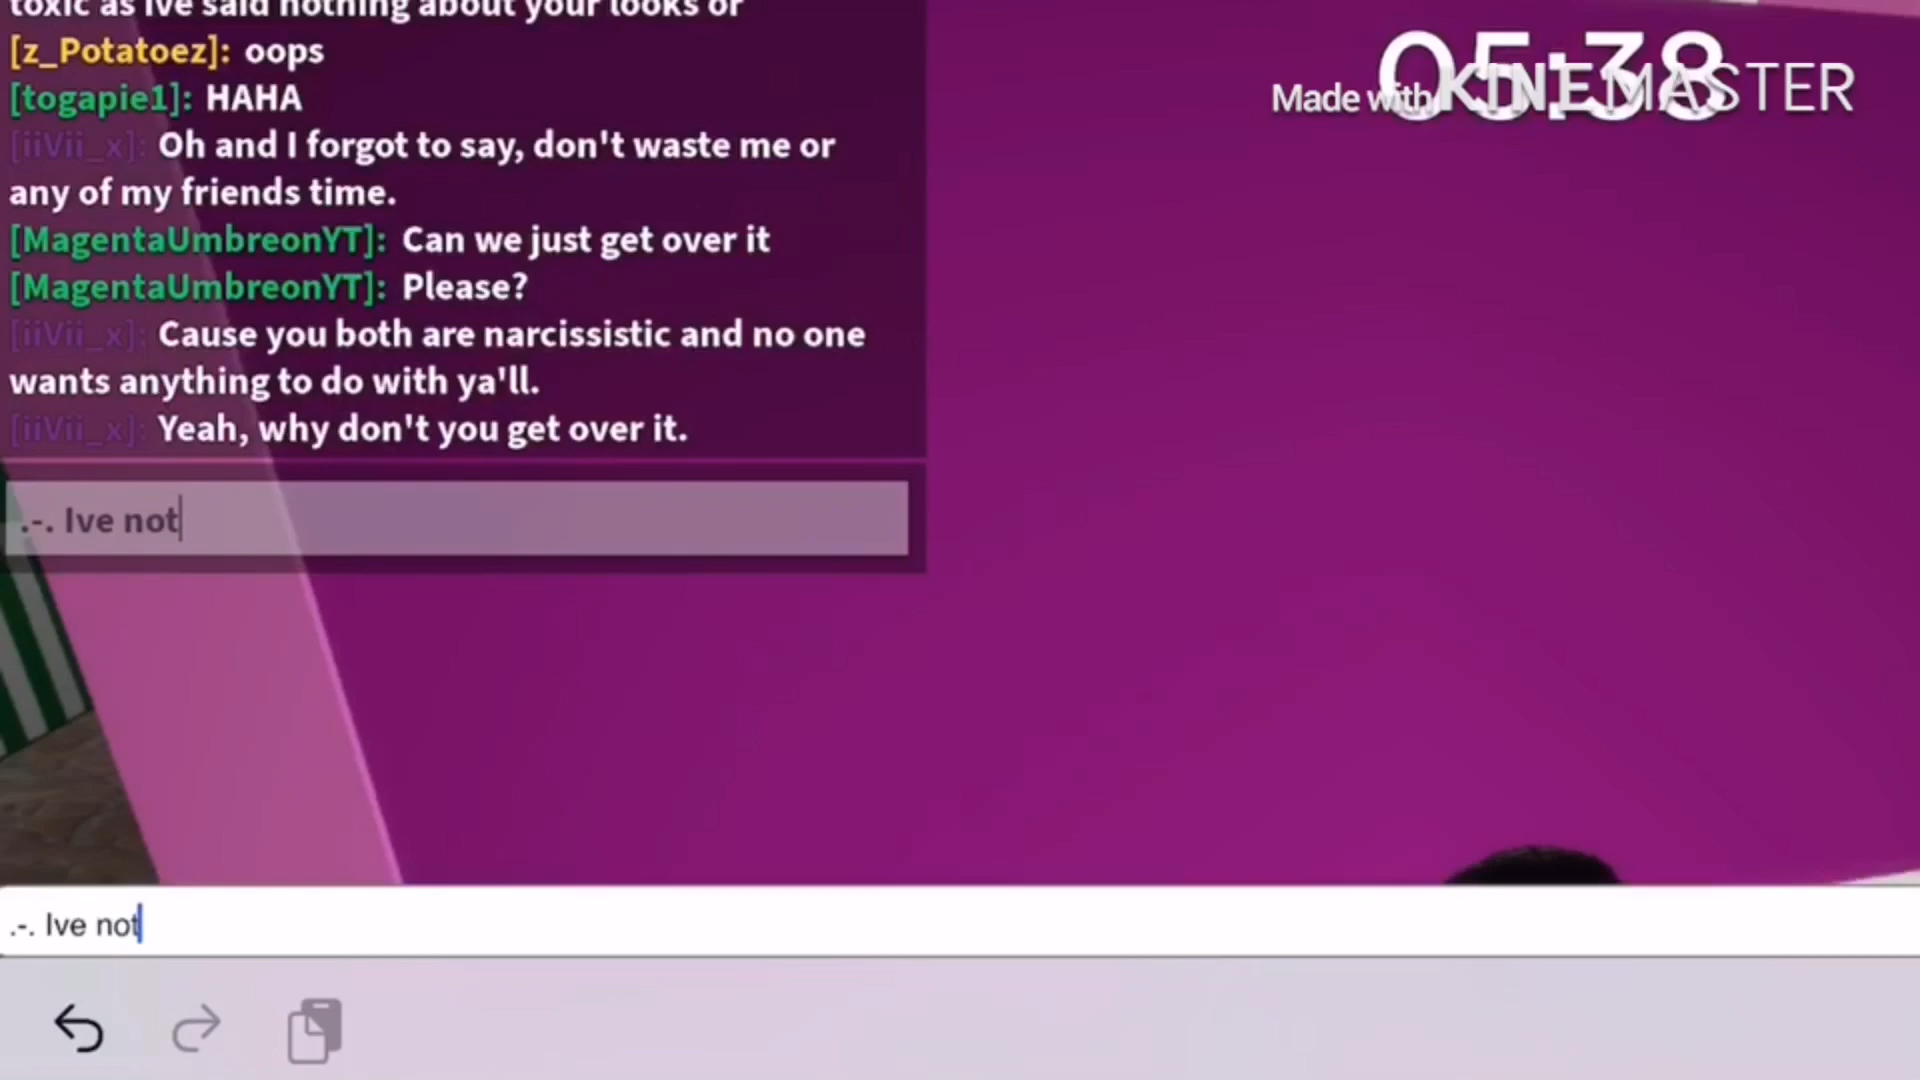 toxic as ive said nothing about your looks or
[z_Potatoez]: oops
[togapie1]: HAHA
[iiVii_x]: Oh and I forgot to say, don't waste me or
any of my friends time.
[MagentaUmbreonYT]: Can we just get over it
[MagentaUmbreonYT]: Please?
[iiVii_x]: Cause you both are narcissistic and no one
wants anything to do with ya'll.
[iiVii_x]: Yeah, why don't you get over it.
.-. Ive not
05:38
Made with KINEMASTER
.-. Ive not